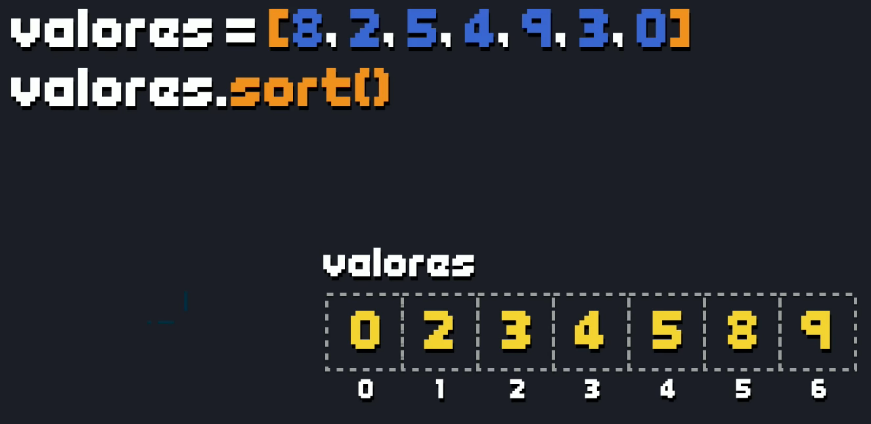 valores = [8, 2, 5, 4, 9, 3, 0]
valores.sort()
valores
0 2 3 4 5 8 9
0 1 2 3 4 5 6